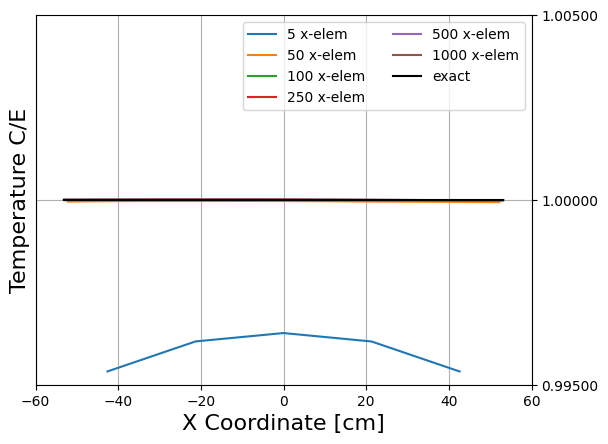 5 x-elem
50 x-elem
100 x-elem
250 x-elem
500 x-elem
1000 x-elem
exact
1.00500
1.00000
0.99500
Temperature C/E
−60
−40
−20
0
20
40
60
X Coordinate [cm]